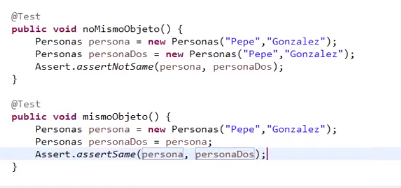 @Test
public void noMismoObjeto() {
Personas persona = new Personas("Pepe","Gonzalez");
Personas personaDos = new Personas("Pepe","Gonzalez");
Assert.assertNotSame(persona, personaDos);
}
@Test
public void mismoObjeto() {
Personas persona = new Personas("Pepe","Gonzalez");
Personas personaDos = persona;
Assert.assertSame(persona, personaDos);
}